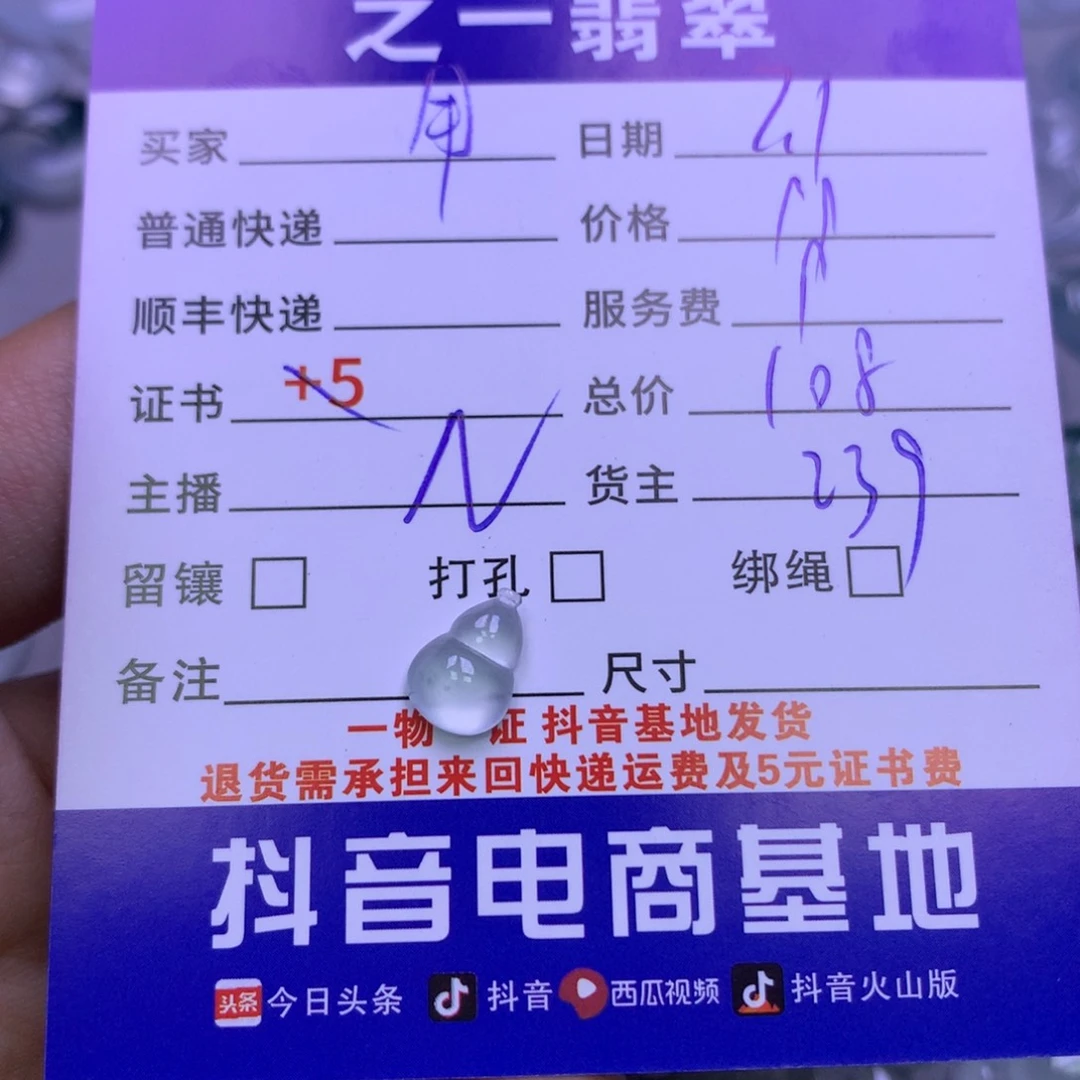 之一翡翠
买家 用 日期 21
普通快递 价格
顺丰快递 服务费
证书 +5 总价 108
主播 N 货主 239
留镶 打孔 绑绳
备注 尺寸
一物 证 抖音基地发货
退货需承担来回快递运费及5元证书费
抖音电商基地
头条 今日头条 抖音 西瓜视频 抖音火山版